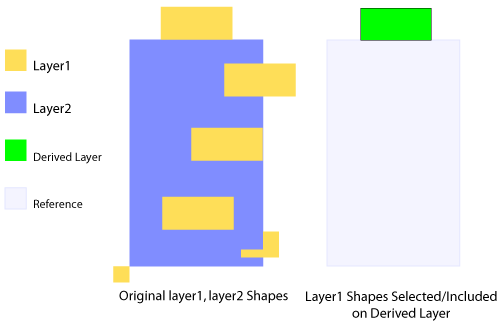 Layer1
Layer2
Derived Layer
Reference
Original layer1, layer2 Shapes
Layer1 Shapes Selected/Included
on Derived Layer